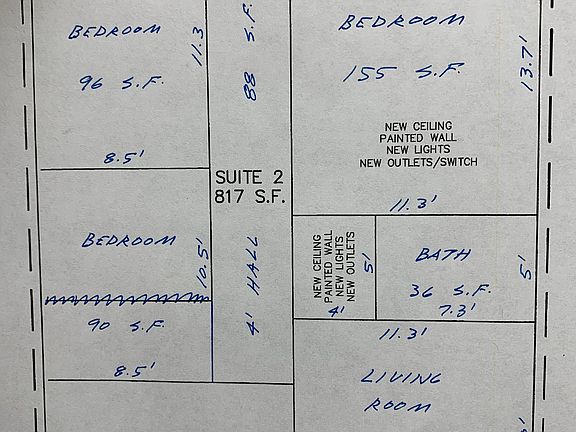 BEDROOM
96 S.F.
11.3
8.5'
88 S.F.
BEDROOM
155 S.F.
13.7'
NEW CEILING
PAINTED WALL
NEW LIGHTS
NEW OUTLETS/SWITCH
11.3'
SUITE 2
817 S.F.
BEDROOM
10.5'
90 S.F.
8.5'
4' HALL
NEW CEILING
PAINTED WALL
NEW LIGHTS
NEW OUTLETS
5'
4'
BATH
36 S.F.
7.3'
5'
11.3'
LIVING
ROOM